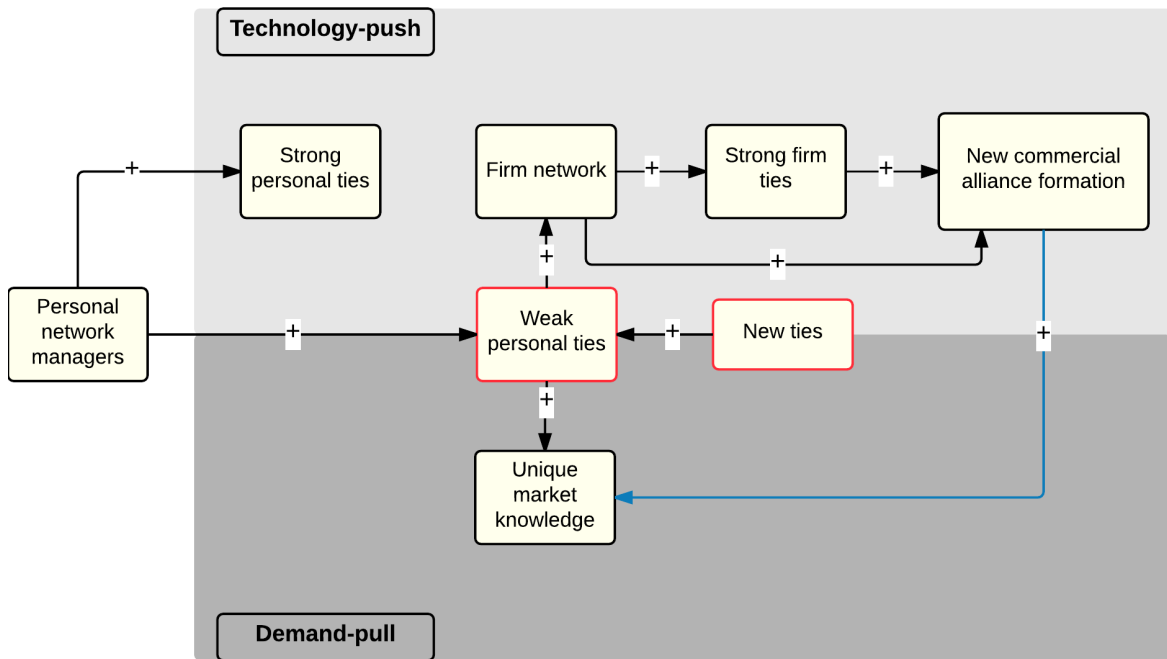 Technology-push
+
Strong
personal ties
Firm network
+
Strong firm
ties
+
New commercial
alliance formation
+
+
Personal
network
managers
+
Weak
personal ties
+
New ties
+
+
Unique
market
knowledge
Demand-pull